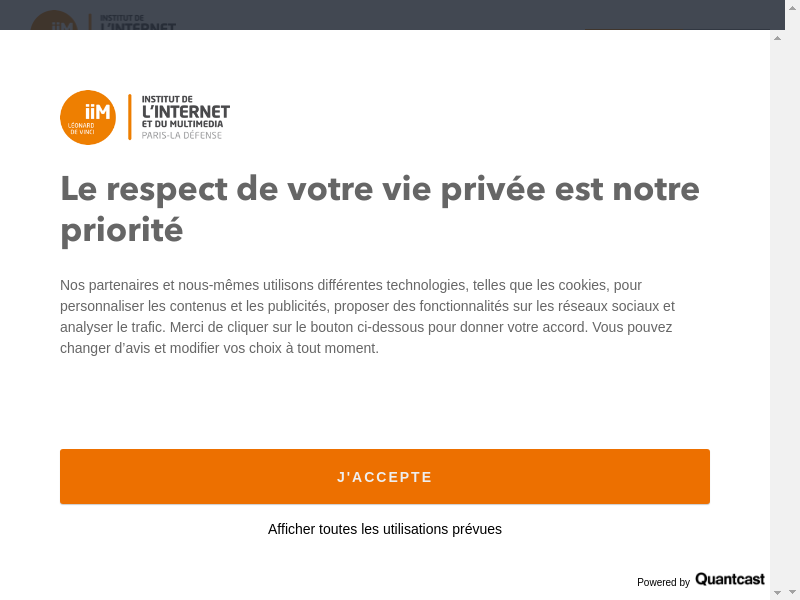 INSTITUT DE
L'INTERNET
iiM
LÉONARD
DE VINCI
INSTITUT DE
L'INTERNET
ET DU MULTIMEDIA
PARIS-LA DÉFENSE
Le respect de votre vie privée est notre
priorité
Nos partenaires et nous-mêmes utilisons différentes technologies, telles que les cookies, pour
personnaliser les contenus et les publicités, proposer des fonctionnalités sur les réseaux sociaux et
analyser le trafic. Merci de cliquer sur le bouton ci-dessous pour donner votre accord. Vous pouvez
changer d’avis et modifier vos choix à tout moment.
J'ACCEPTE
Afficher toutes les utilisations prévues
Powered by Quantcast